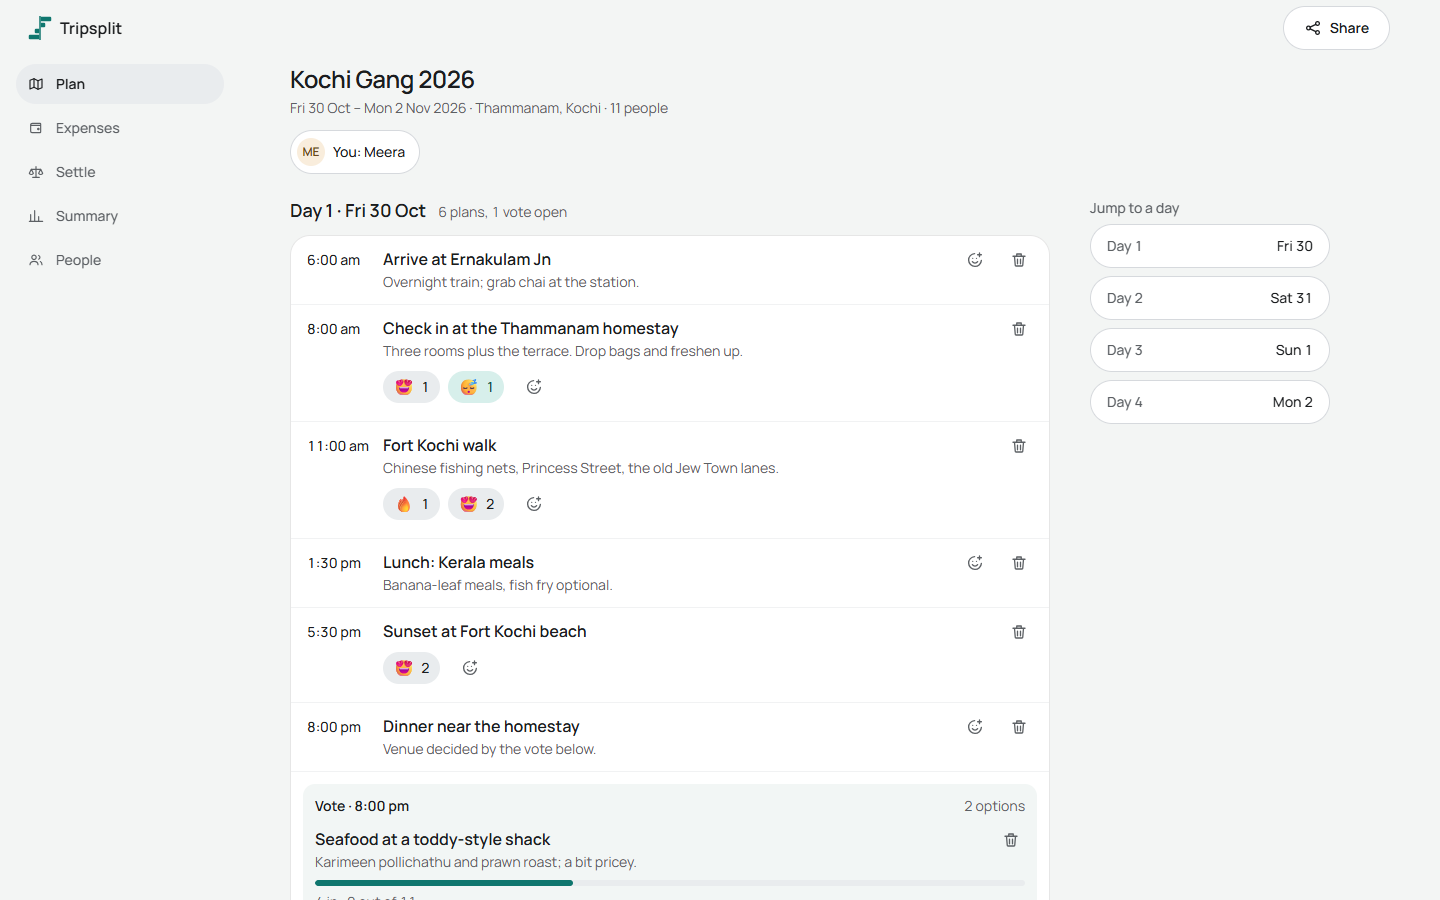 Tripsplit
Share
Plan
Expenses
Settle
Summary
People
Kochi Gang 2026
Fri 30 Oct – Mon 2 Nov 2026 · Thammanam, Kochi · 11 people
ME You: Meera
Day 1 · Fri 30 Oct 6 plans, 1 vote open
6:00 am Arrive at Ernakulam Jn
Overnight train; grab chai at the station.
8:00 am Check in at the Thammanam homestay
Three rooms plus the terrace. Drop bags and freshen up.
1 1
11:00 am Fort Kochi walk
Chinese fishing nets, Princess Street, the old Jew Town lanes.
1 2
1:30 pm Lunch: Kerala meals
Banana-leaf meals, fish fry optional.
5:30 pm Sunset at Fort Kochi beach
2
8:00 pm Dinner near the homestay
Venue decided by the vote below.
Vote · 8:00 pm 2 options
Seafood at a toddy-style shack
Karimeen pollichathu and prawn roast; a bit pricey.
Jump to a day
Day 1 Fri 30
Day 2 Sat 31
Day 3 Sun 1
Day 4 Mon 2